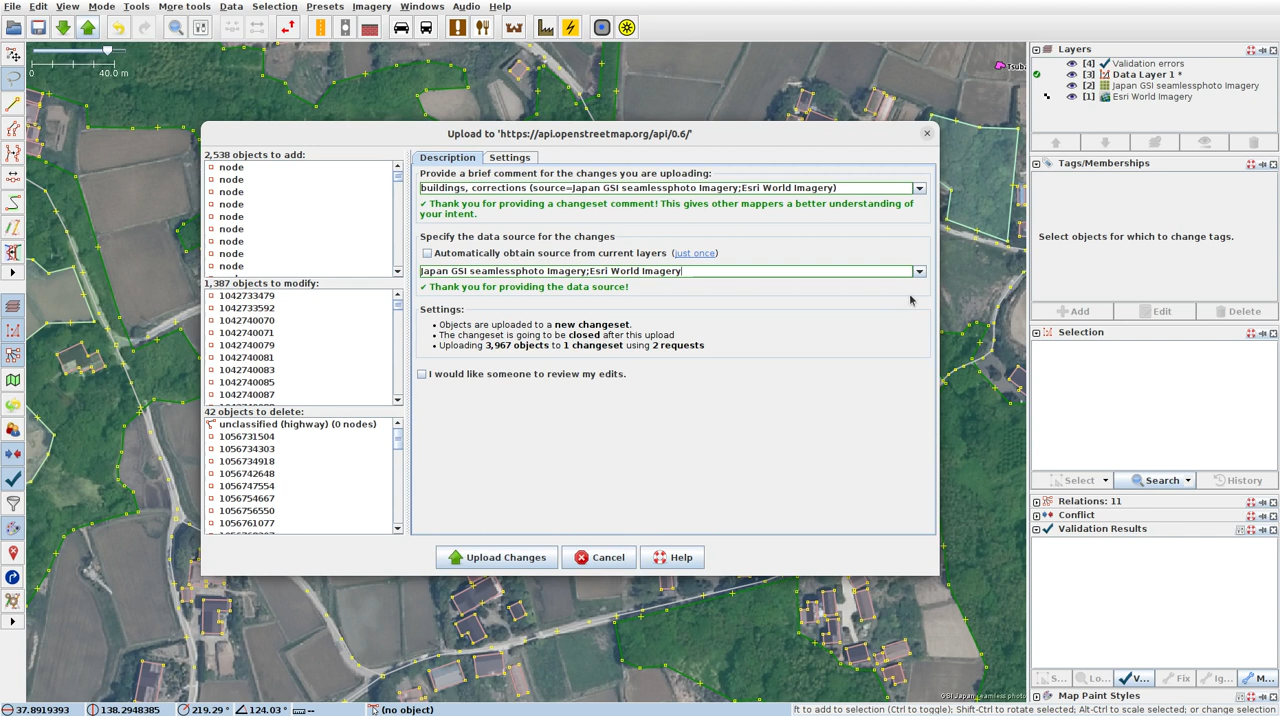 File Edit View Mode Tools More tools Data Selection Presets Imagery Windows Audio Help
0 40.0 m
Tsuba
Layers
[4] Validation errors
[3] Data Layer 1 *
[2] Japan GSI seamlessphoto Imagery
[1] Esri World Imagery
Tags/Memberships
Select objects for which to change tags.
Add Edit Delete
Selection
Select Search History
Relations: 11
Conflict
Validation Results
S... Lo... V... Fix Ig... M...
Map Paint Styles
Upload to 'https://api.openstreetmap.org/api/0.6/'
2,538 objects to add:
node
node
node
node
node
node
node
node
node
1,387 objects to modify:
1042733479
1042733592
1042740070
1042740071
1042740079
1042740081
1042740083
1042740085
1042740087
42 objects to delete:
unclassified (highway) (0 nodes)
1056731504
1056734303
1056734918
1056742648
1056747554
1056754667
1056756550
1056761077
Description Settings
Provide a brief comment for the changes you are uploading:
buildings, corrections (source=Japan GSI seamlessphoto Imagery;Esri World Imagery)
✔ Thank you for providing a changeset comment! This gives other mappers a better understanding of
your intent.
Specify the data source for the changes
Automatically obtain source from current layers (just once)
Japan GSI seamlessphoto Imagery;Esri World Imagery
✔ Thank you for providing the data source!
Settings:
• Objects are uploaded to a new changeset.
• The changeset is going to be closed after this upload
• Uploading 3,967 objects to 1 changeset using 2 requests
I would like someone to review my edits.
Upload Changes Cancel Help
GSI Japan seamless photo
37.8919393 138.2948385 219.29 ° 124.03 ° -- (no object) ft to add to selection (Ctrl to toggle); Shift-Ctrl to rotate selected; Alt-Ctrl to scale selected; or change selection